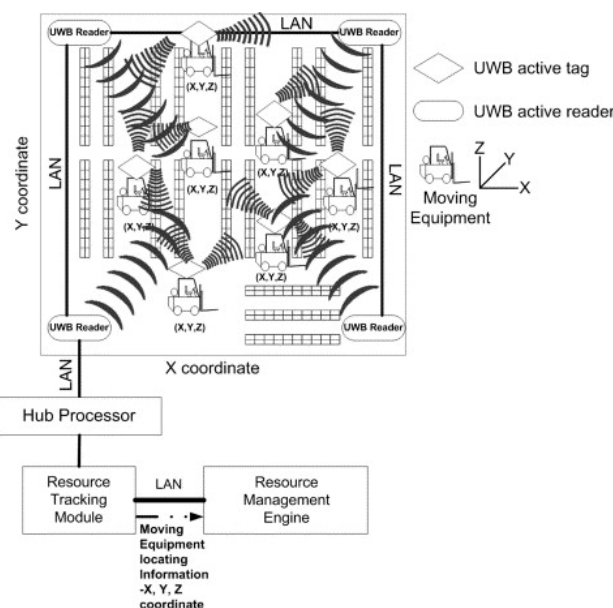 LAN
UWB Reader
UWB Reader
(X,Y,Z)
(X,Y,Z)
(X,Y,Z)
(X,Y,Z)
(X,Y,Z)
(X,Y,Z)
(X,Y,Z)
LAN
LAN
Y coordinate
UWB Reader
UWB Reader
X coordinate
UWB active tag
UWB active reader
Moving
Equipment
Z
Y
X
LAN
Hub Processor
Resource
Tracking
Module
LAN
Resource
Management
Engine
Moving
Equipment
locating
Information
-X, Y, Z
coordinate